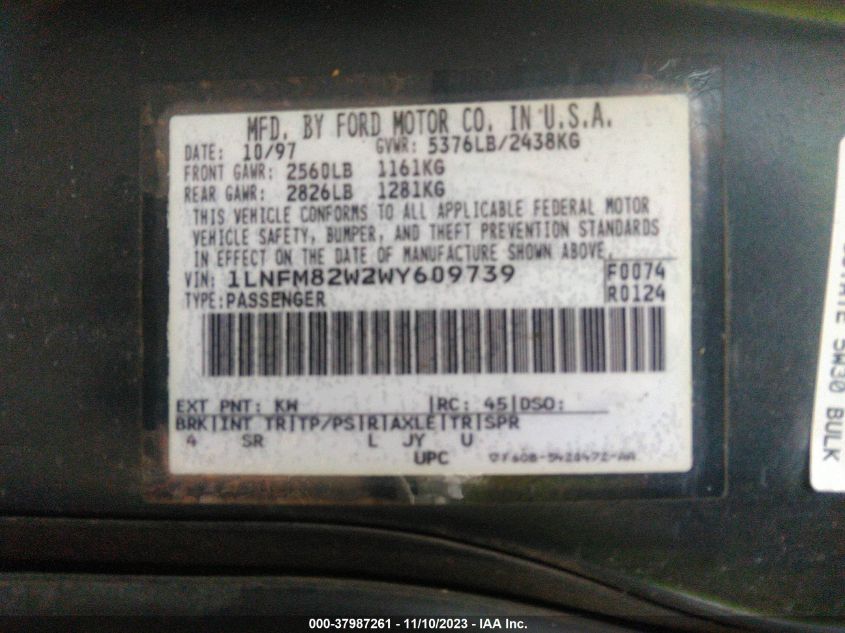 MFD. BY FORD MOTOR CO. IN U.S.A.
DATE: 10/97 GVWR: 5376LB/2438KG
FRONT GAWR: 2560LB 1161KG
REAR GAWR: 2826LB 1281KG
THIS VEHICLE CONFORMS TO ALL APPLICABLE FEDERAL MOTOR
VEHICLE SAFETY, BUMPER, AND THEFT PREVENTION STANDARDS
IN EFFECT ON THE DATE OF MANUFACTURE SHOWN ABOVE.
VIN: 1LNFM82W2WY609739 F0074
TYPE: PASSENGER R0124
EXT PNT: KW |RC: 45|DSO:
BRK|INT TR|TP/PS|R|AXLE|TR|SPR
4 SR L JY U
UPC
5W30 BULK
000-37987261 - 11/10/2023 - IAA Inc.